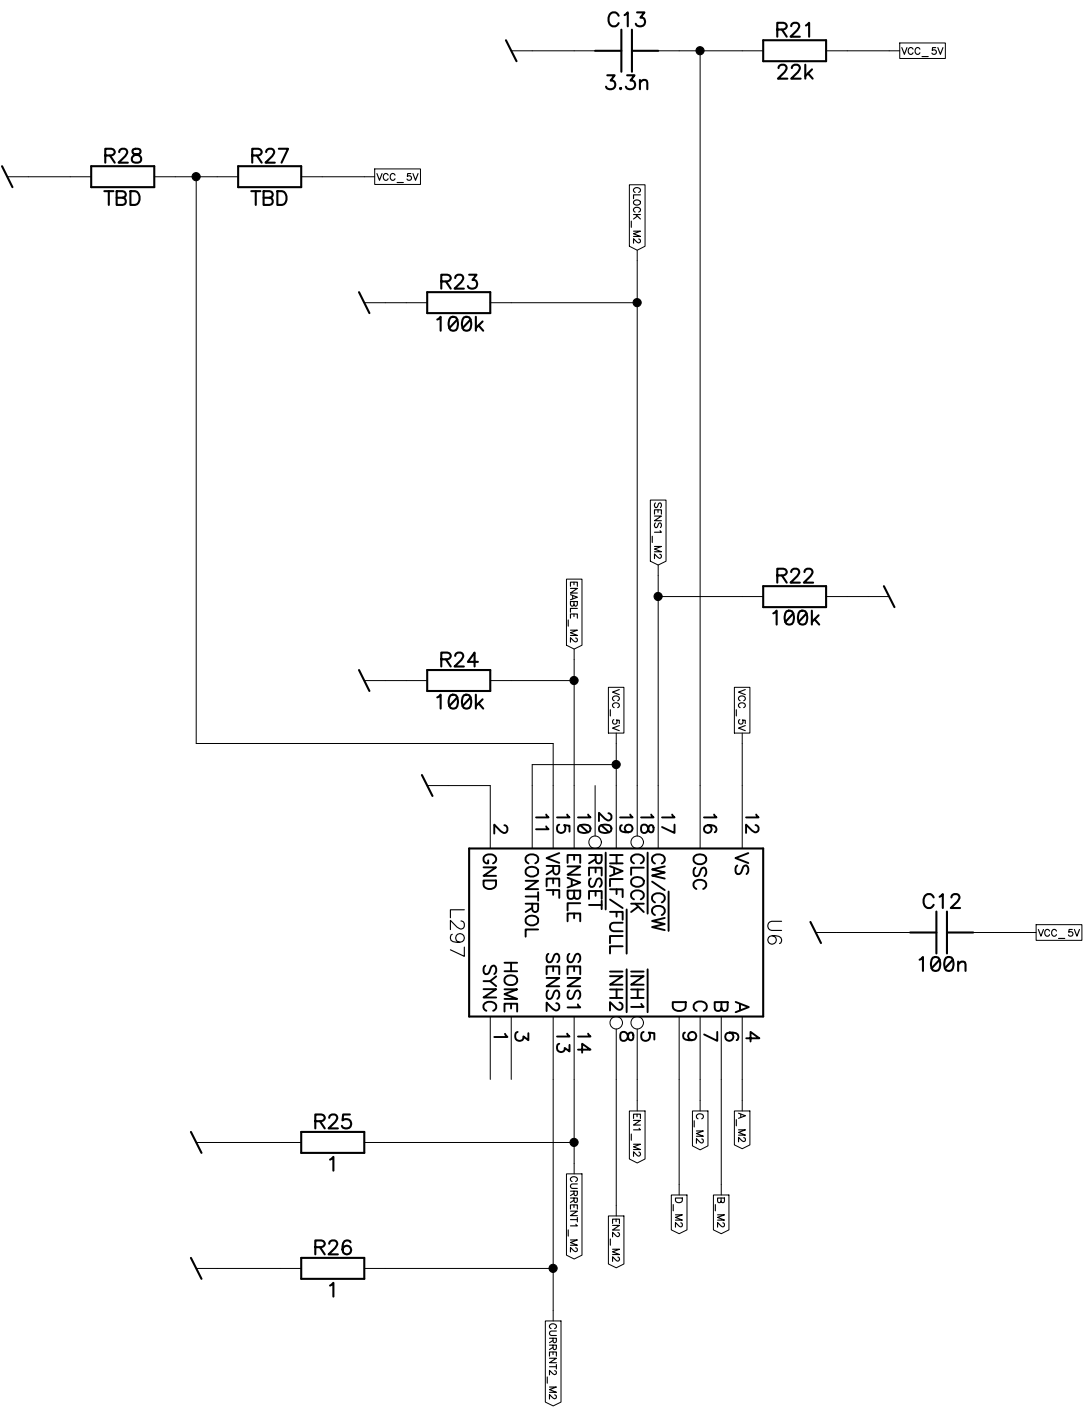 C13
3.3n
R21
22k
VCC_5V
R28
TBD
R27
TBD
VCC_5V
CLOCK_M2
R23
100k
SENS1_M2
R22
100k
ENABLE_M2
R24
100k
VCC_5V
VCC_5V
2
11
15
10
20
19
18
17
16
12
GND
CONTROL
VREF
ENABLE
RESET
HALF/FULL
CLOCK
CW/CCW
OSC
VS
U6
L297
C12
100n
VCC_5V
SYNC
HOME
SENS2
SENS1
INH2
INH1
D
C
B
A
1
3
13
14
8
5
9
7
6
4
EN1_M2
C_M2
A_M2
R25
1
CURRENT1_M2
EN2_M2
D_M2
B_M2
R26
1
CURRENT2_M2